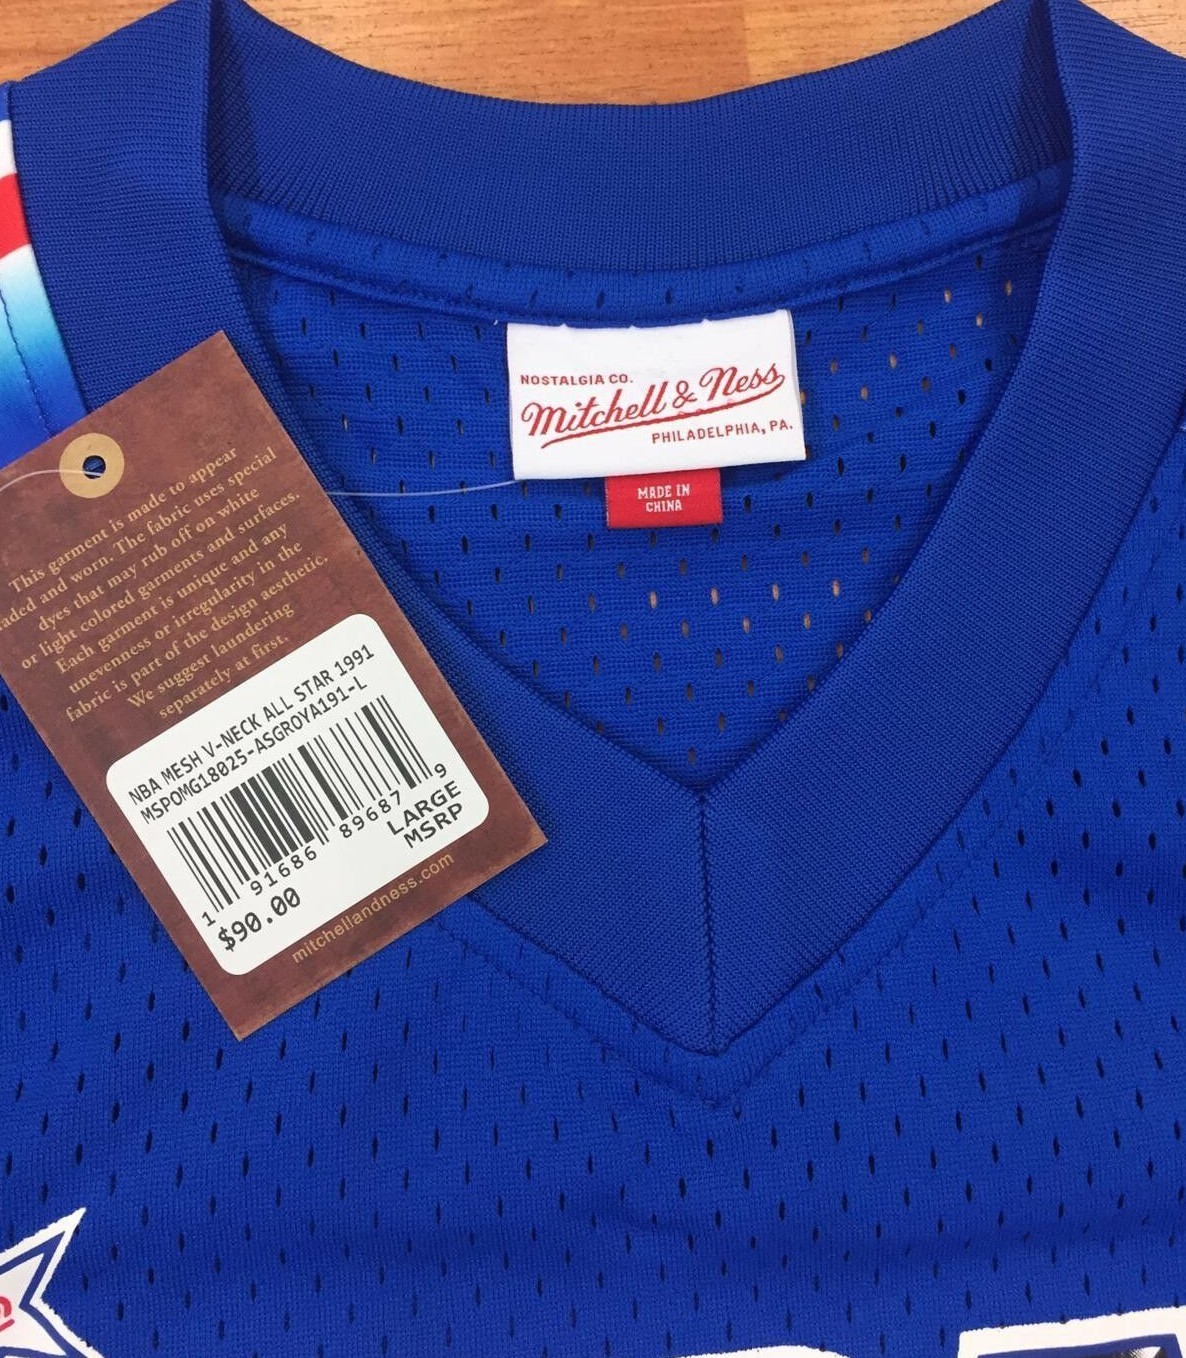 NOSTALGIA CO.
Mitchell & Ness
PHILADELPHIA, PA.
MADE IN
CHINA
This garment is made to appear
and worn. The fabric uses special
dyes that may rub off on white
or light colored garments and surfaces.
Each garment is unique and any
unevenness or irregularity in the
fabric is part of the design aesthetic.
We suggest laundering
separately at first.
NBA MESH V-NECK ALL STAR 1991
MSPOMG18025-ASGROYA191-L
1 91686 89687 9
LARGE
$90.00 MSRP
mitchellandness.com